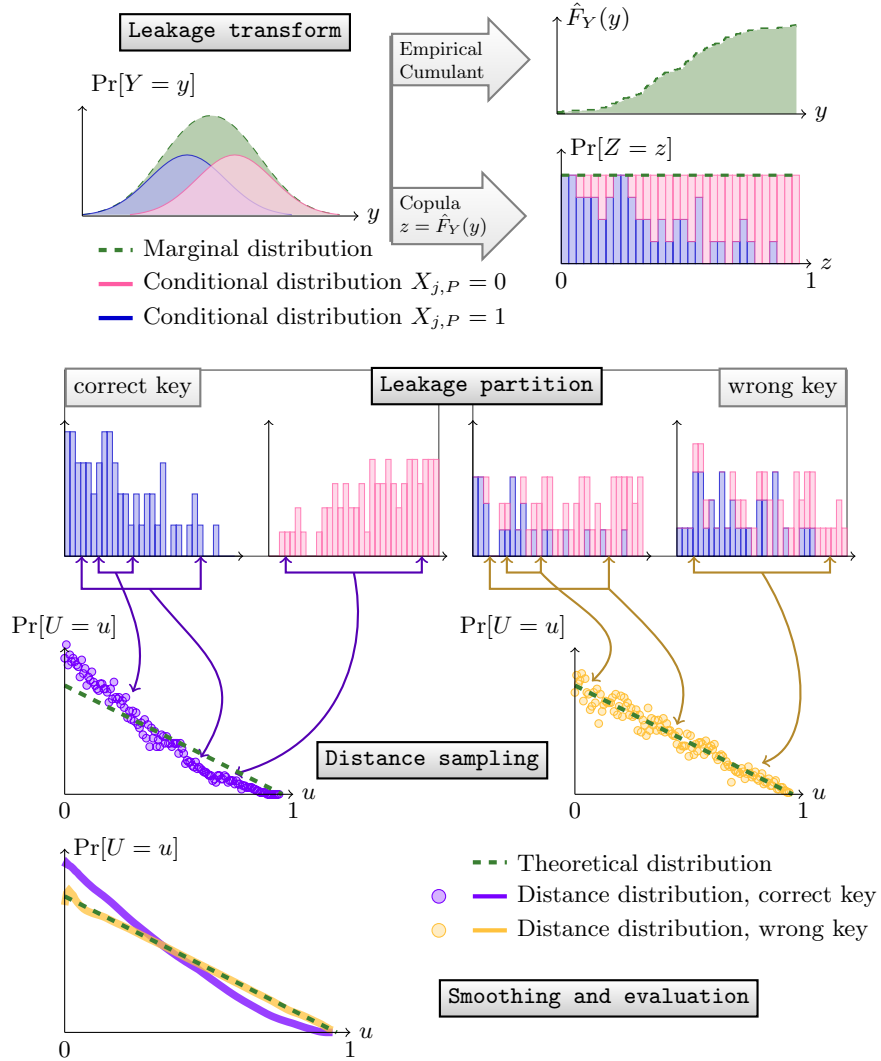 Leakage transform
Empirical
Cumulant
F̂_Y(y)
y
Pr[Y = y]
y
Copula
z = F̂_Y(y)
Pr[Z = z]
0
1
z
Marginal distribution
Conditional distribution X_{j,P} = 0
Conditional distribution X_{j,P} = 1
correct key
Leakage partition
wrong key
Pr[U = u]
Pr[U = u]
Distance sampling
0
1
u
0
1
u
Pr[U = u]
0
1
u
Theoretical distribution
Distance distribution, correct key
Distance distribution, wrong key
Smoothing and evaluation